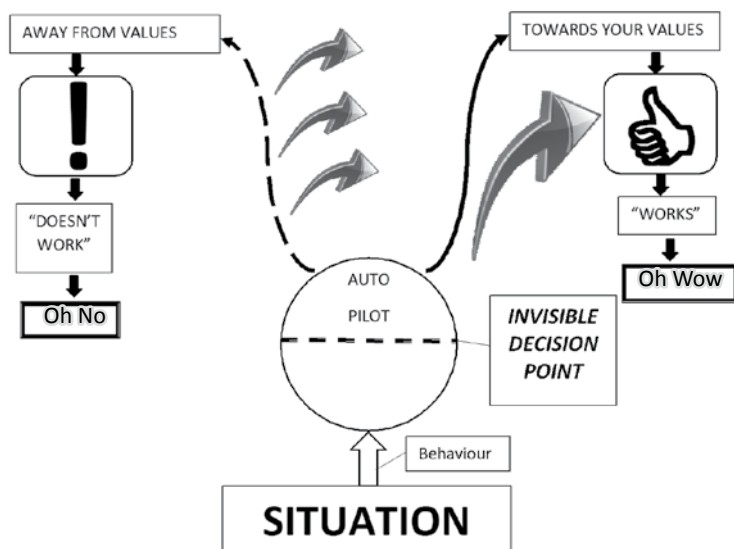 AWAY FROM VALUES
TOWARDS YOUR VALUES
“DOESN’T
WORK”
“WORKS”
Oh No
Oh Wow
AUTO
PILOT
INVISIBLE
DECISION
POINT
Behaviour
SITUATION